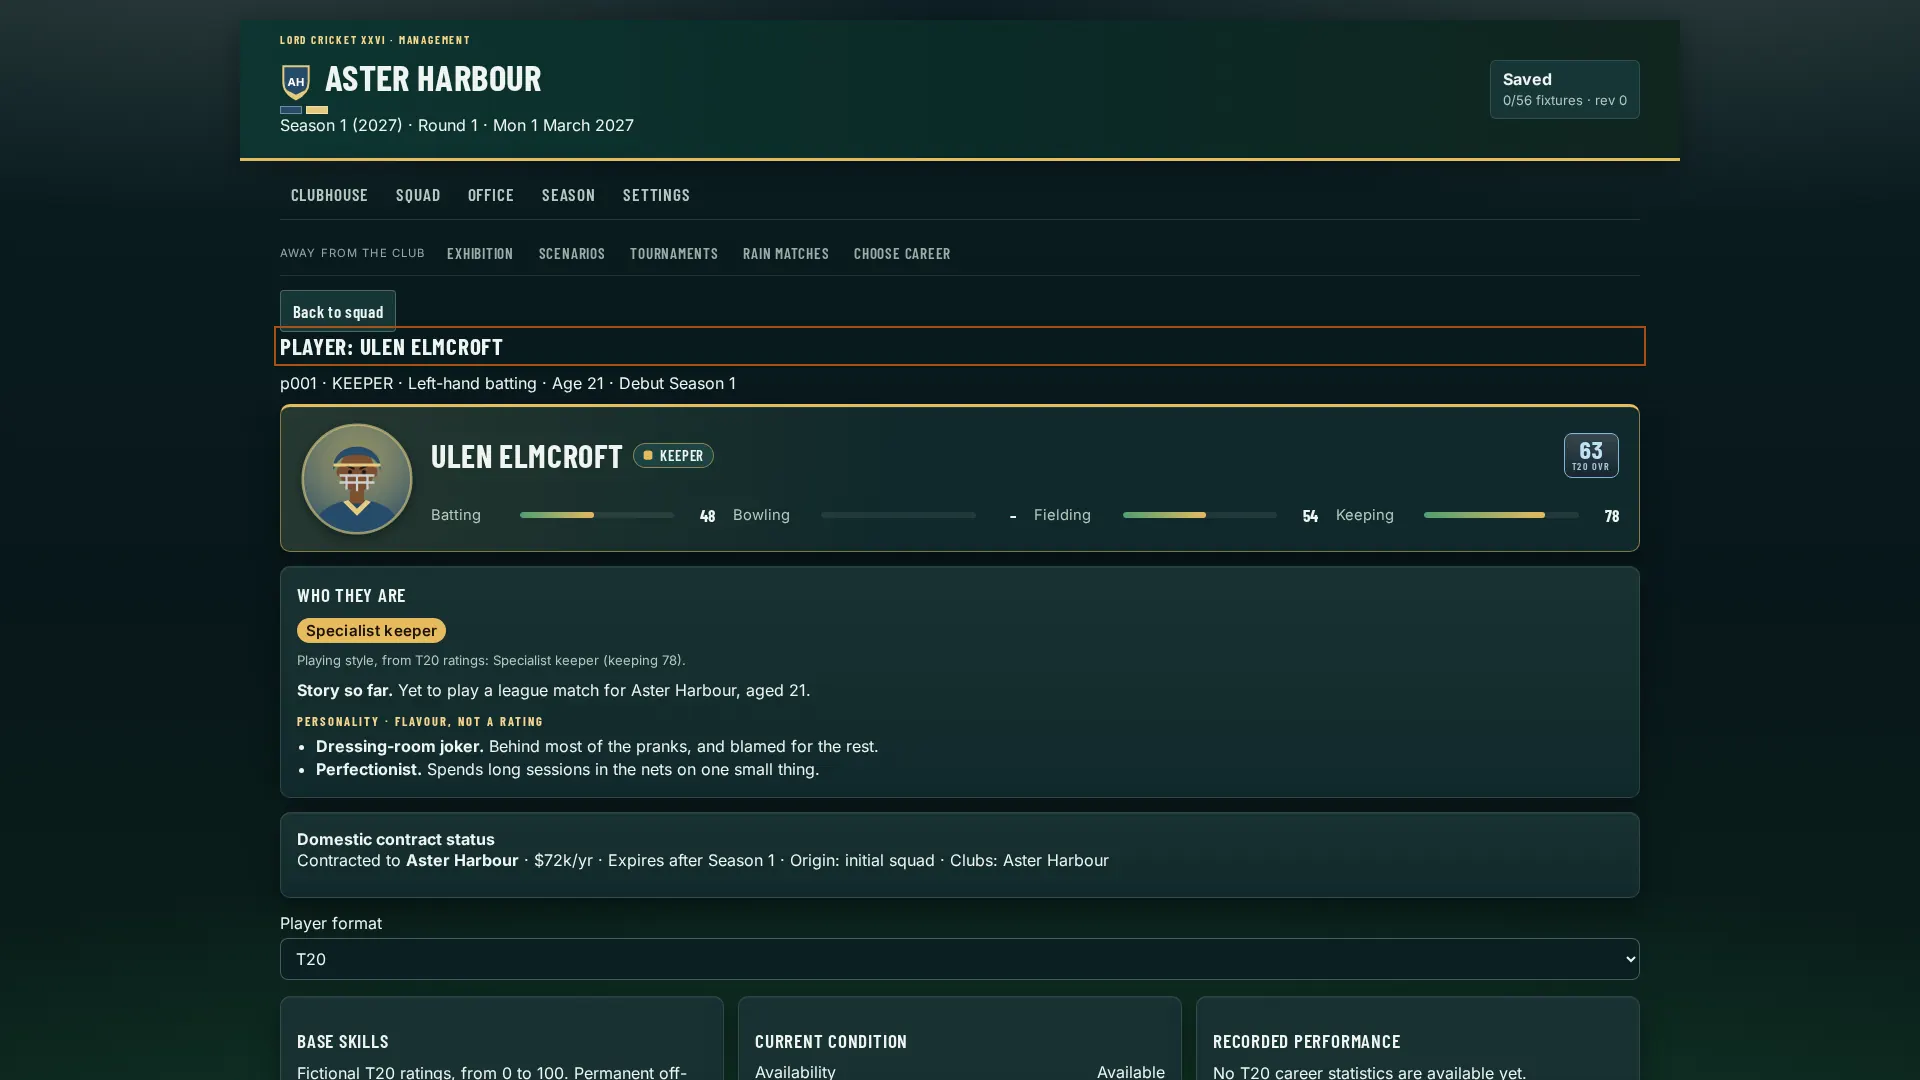 LORD CRICKET XXVI · MANAGEMENT
AH ASTER HARBOUR
Season 1 (2027) · Round 1 · Mon 1 March 2027
Saved
0/56 fixtures · rev 0
CLUBHOUSE SQUAD OFFICE SEASON SETTINGS
AWAY FROM THE CLUB EXHIBITION SCENARIOS TOURNAMENTS RAIN MATCHES CHOOSE CAREER
Back to squad
PLAYER: ULEN ELMCROFT
p001 · KEEPER · Left-hand batting · Age 21 · Debut Season 1
ULEN ELMCROFT KEEPER
63
T20 OVR
Batting 48 Bowling - Fielding 54 Keeping 78
WHO THEY ARE
Specialist keeper
Playing style, from T20 ratings: Specialist keeper (keeping 78).
Story so far. Yet to play a league match for Aster Harbour, aged 21.
PERSONALITY · FLAVOUR, NOT A RATING
• Dressing-room joker. Behind most of the pranks, and blamed for the rest.
• Perfectionist. Spends long sessions in the nets on one small thing.
Domestic contract status
Contracted to Aster Harbour · $72k/yr · Expires after Season 1 · Origin: initial squad · Clubs: Aster Harbour
Player format
T20
BASE SKILLS
Fictional T20 ratings, from 0 to 100. Permanent off-
CURRENT CONDITION
Availability Available
RECORDED PERFORMANCE
No T20 career statistics are available yet.